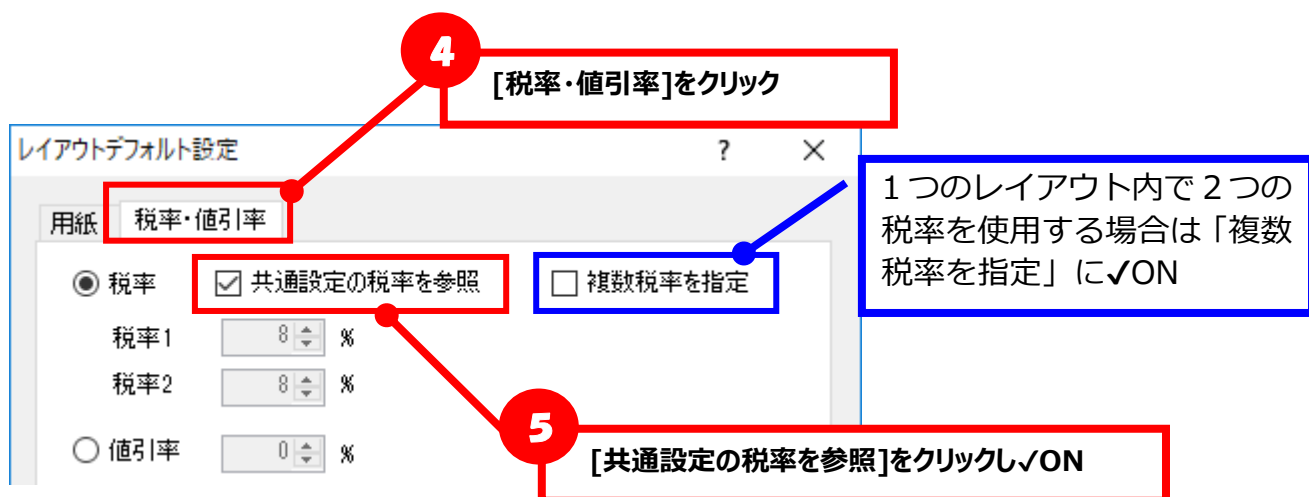 4
[税率・値引率]をクリック
レイアウトデフォルト設定 ? ×
用紙 税率・値引率
税率 共通設定の税率を参照 複数税率を指定
税率1 8 %
税率2 8 %
値引率 0 %
１つのレイアウト内で２つの
税率を使用する場合は「複数
税率を指定」に✓ON
5
[共通設定の税率を参照]をクリックし✓ON